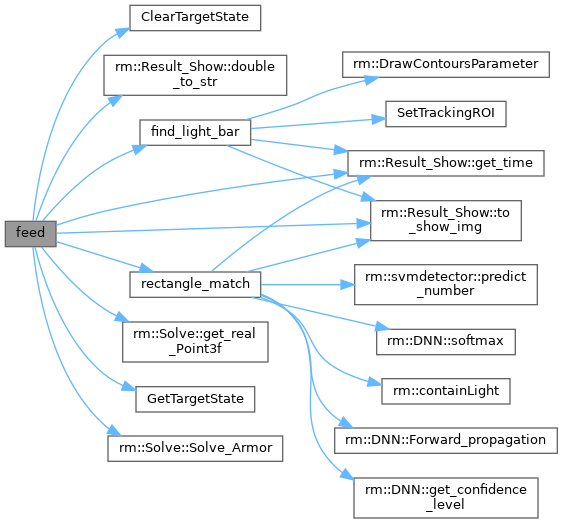 feed
ClearTargetState
rm::Result_Show::double
_to_str
find_light_bar
rectangle_match
rm::Solve::get_real
_Point3f
GetTargetState
rm::Solve::Solve_Armor
rm::DrawContoursParameter
SetTrackingROI
rm::Result_Show::get_time
rm::Result_Show::to
_show_img
rm::svmdetector::predict
_number
rm::DNN::softmax
rm::containLight
rm::DNN::Forward_propagation
rm::DNN::get_confidence
_level